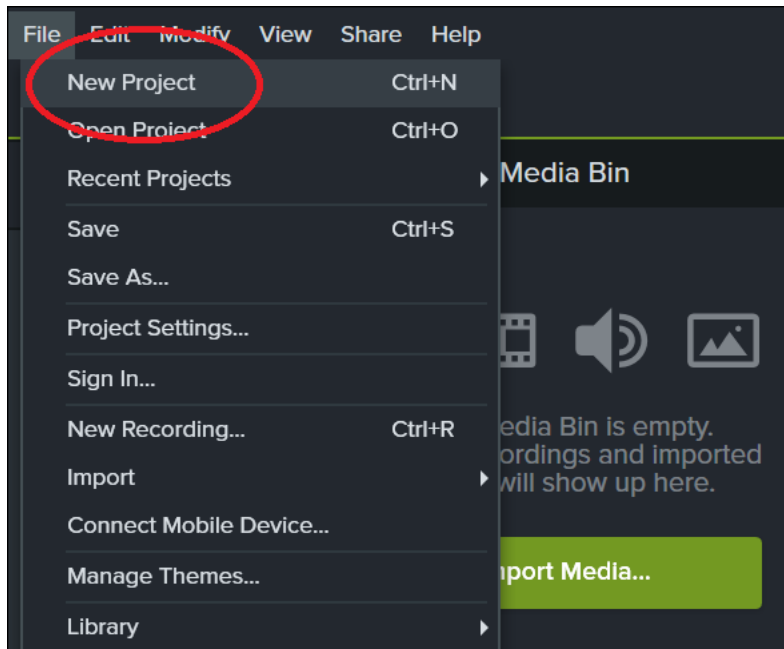 File Edit Modify View Share Help
New Project Ctrl+N
Open Project Ctrl+O
Recent Projects
Media Bin
Save Ctrl+S
Save As...
Project Settings...
Sign In...
New Recording... Ctrl+R
edia Bin is empty.
ordings and imported
will show up here.
Import
Connect Mobile Device...
Manage Themes...
port Media...
Library